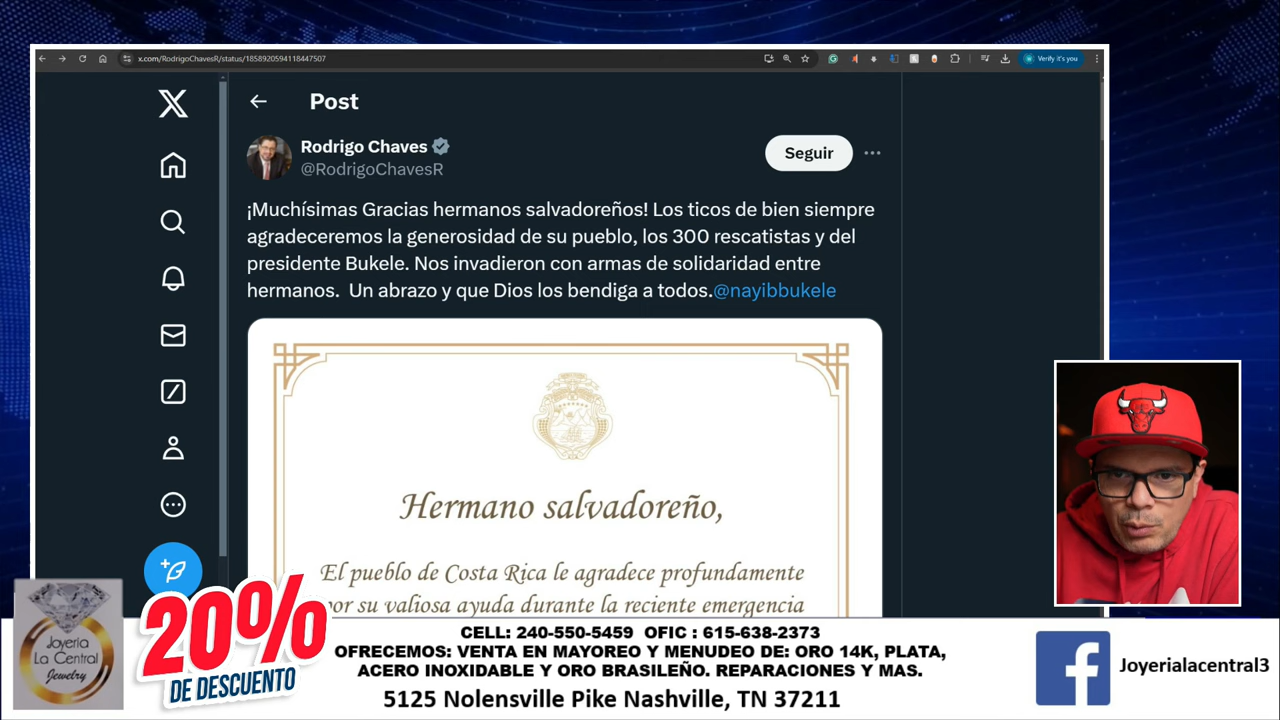 x.com/RodrigoChavesR/status/1858920594118447507
Verify it's you
Post
Rodrigo Chaves
@RodrigoChavesR
Seguir
¡Muchísimas Gracias hermanos salvadoreños! Los ticos de bien siempre
agradeceremos la generosidad de su pueblo, los 300 rescatistas y del
presidente Bukele. Nos invadieron con armas de solidaridad entre
hermanos.  Un abrazo y que Dios los bendiga a todos.@nayibbukele
Hermano salvadoreño,
El pueblo de Costa Rica le agradece profundamente
por su valiosa ayuda durante la reciente emergencia
Joyeria
La Central
Jewelry
20%
DE DESCUENTO
CELL: 240-550-5459 OFIC : 615-638-2373
OFRECEMOS: VENTA EN MAYOREO Y MENUDEO DE: ORO 14K, PLATA,
ACERO INOXIDABLE Y ORO BRASILEÑO. REPARACIONES Y MAS.
5125 Nolensville Pike Nashville, TN 37211
Joyerialacentral3